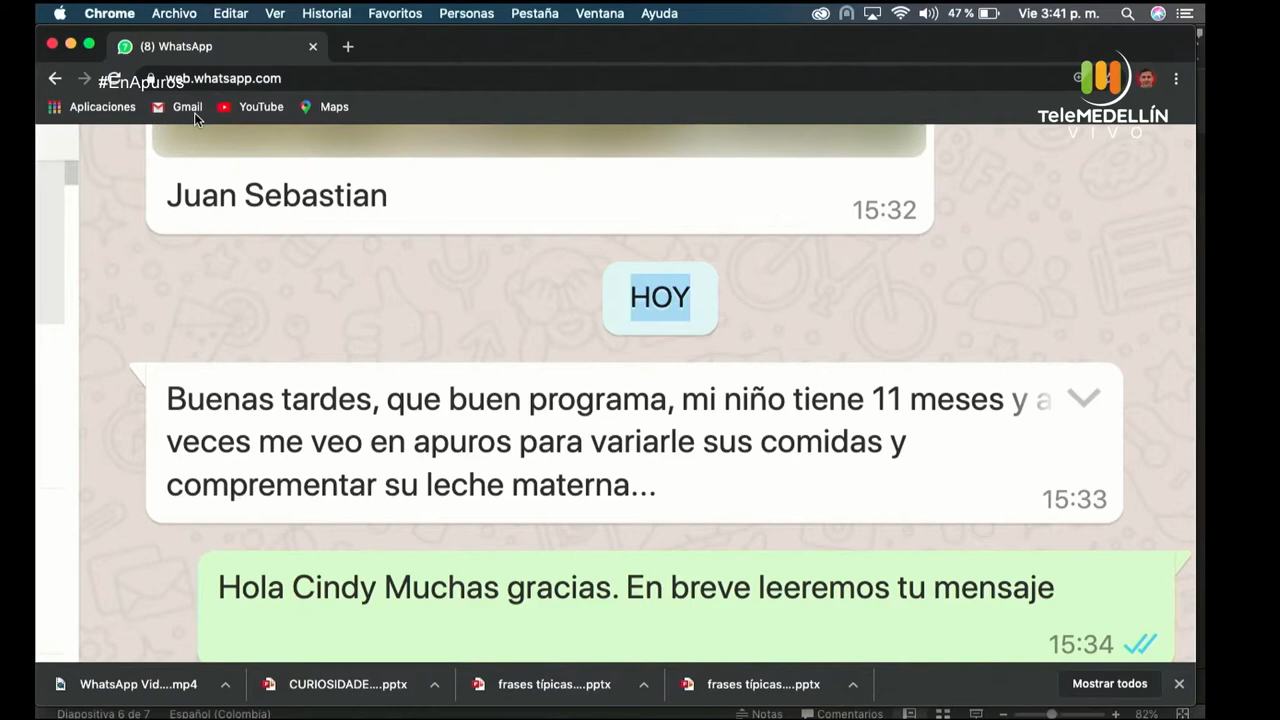 Chrome Archivo Editar Ver Historial Favoritos Personas Pestaña Ventana Ayuda 47 % Vie 3:41 p. m.
(8) WhatsApp
#EnApuros
web.whatsapp.com
Aplicaciones Gmail YouTube Maps
TeleMEDELLÍN
VIVO
Juan Sebastian
15:32
HOY
Buenas tardes, que buen programa, mi niño tiene 11 meses y a
veces me veo en apuros para variarle sus comidas y
comprementar su leche materna...
15:33
Hola Cindy Muchas gracias. En breve leeremos tu mensaje
15:34
WhatsApp Vid....mp4 CURIOSIDADE....pptx frases típicas....pptx frases típicas....pptx Mostrar todos
Diapositiva 6 de 7 Español (Colombia) Notas Comentarios 82%